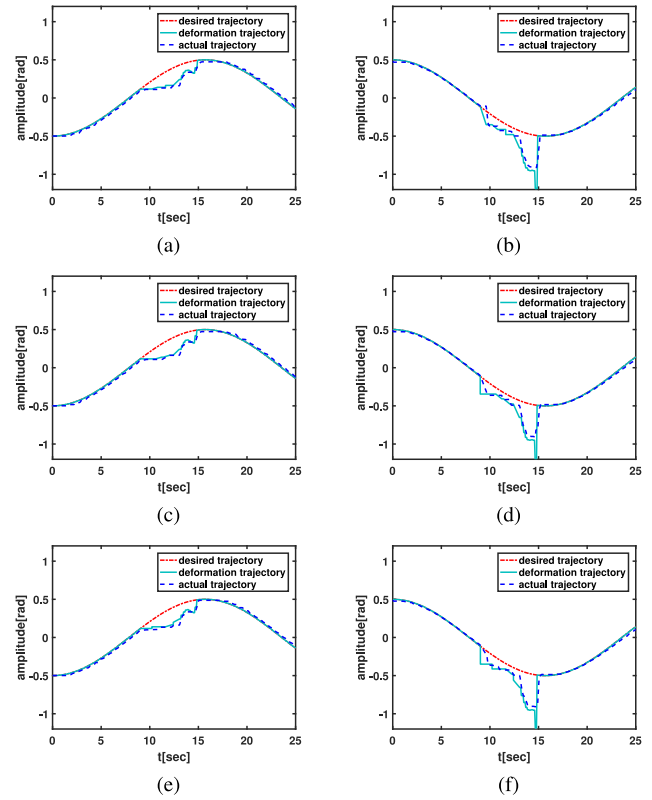 desired trajectory
deformation trajectory
actual trajectory
amplitude[rad]
1
0.5
0
-0.5
-1
0 5 10 15 20 25
t[sec]
(a)
desired trajectory
deformation trajectory
actual trajectory
amplitude[rad]
1
0.5
0
-0.5
-1
0 5 10 15 20 25
t[sec]
(b)
desired trajectory
deformation trajectory
actual trajectory
amplitude[rad]
1
0.5
0
-0.5
-1
0 5 10 15 20 25
t[sec]
(c)
desired trajectory
deformation trajectory
actual trajectory
amplitude[rad]
1
0.5
0
-0.5
-1
0 5 10 15 20 25
t[sec]
(d)
desired trajectory
deformation trajectory
actual trajectory
amplitude[rad]
1
0.5
0
-0.5
-1
0 5 10 15 20 25
t[sec]
(e)
desired trajectory
deformation trajectory
actual trajectory
amplitude[rad]
1
0.5
0
-0.5
-1
0 5 10 15 20 25
t[sec]
(f)